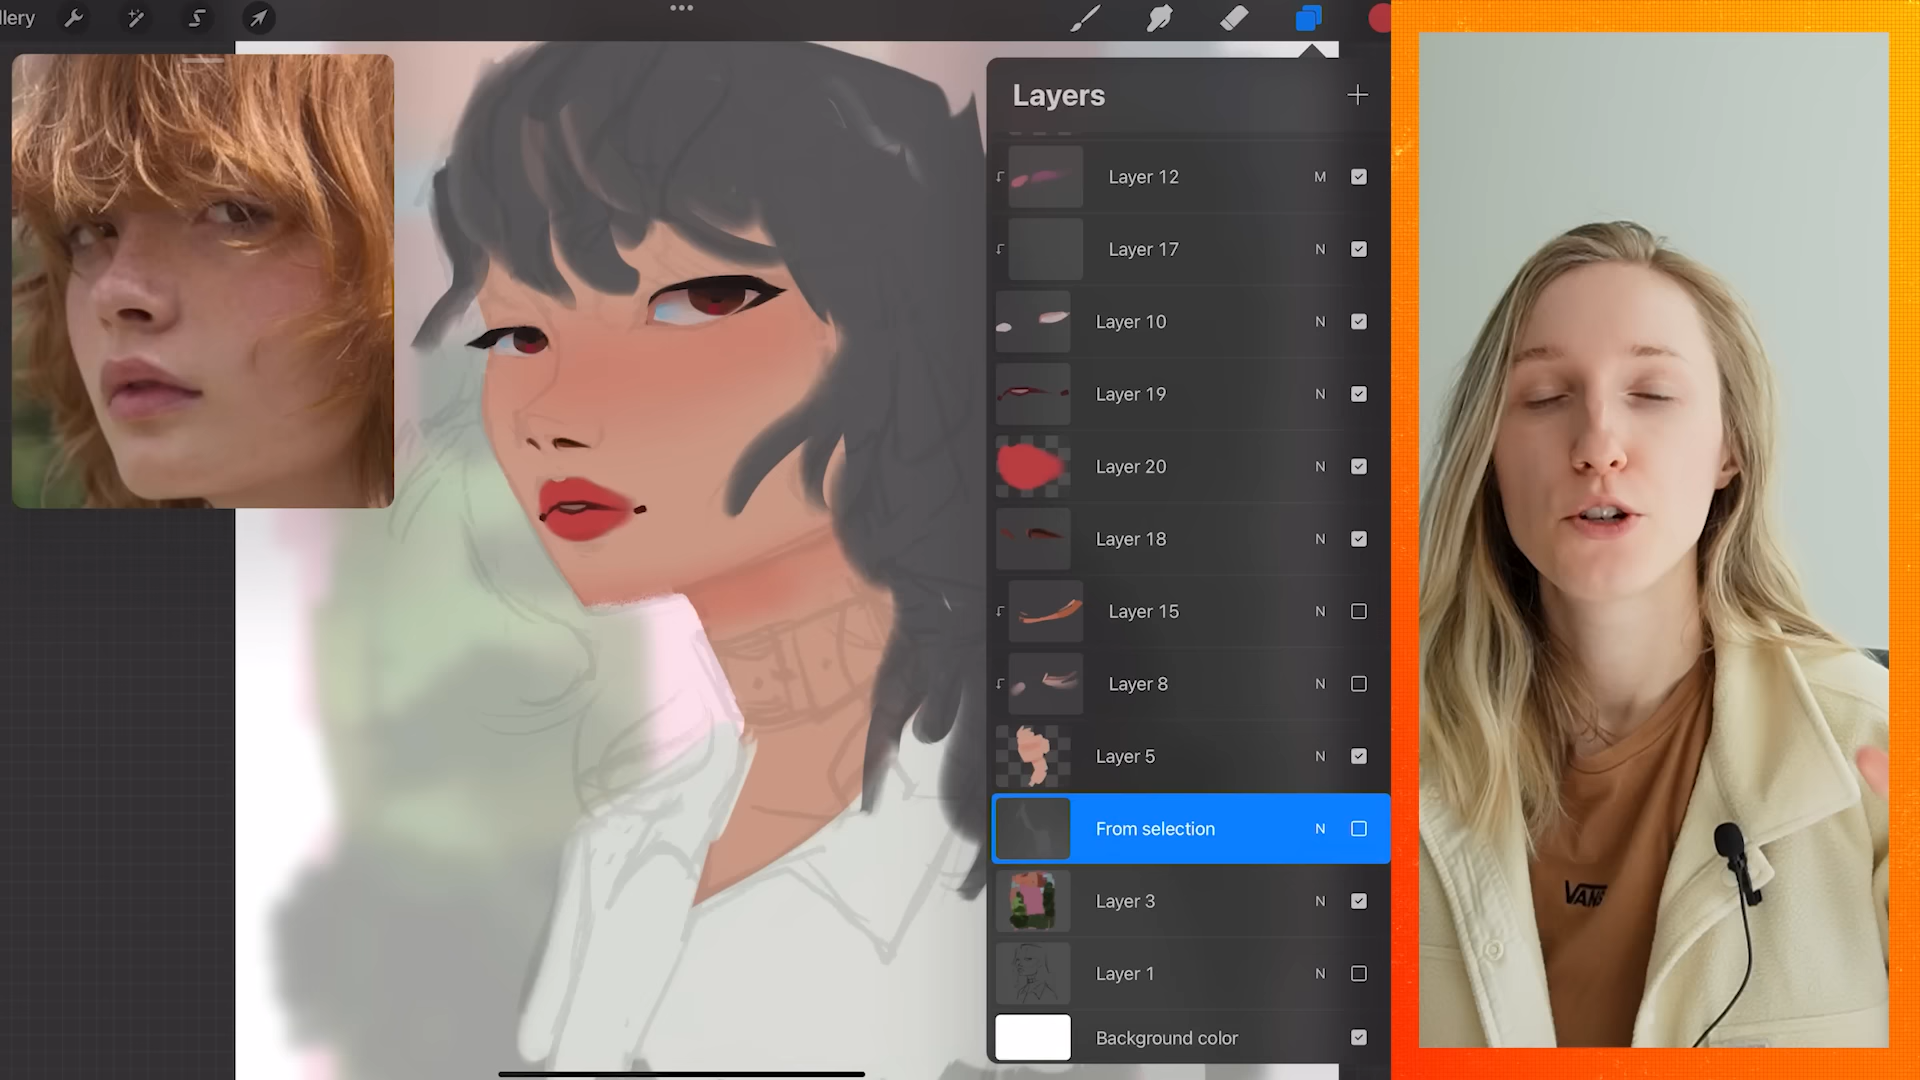 llery
Layers
Layer 12 M
Layer 17 N
Layer 10 N
Layer 19 N
Layer 20 N
Layer 18 N
Layer 15 N
Layer 8 N
Layer 5 N
From selection N
Layer 3 N
Layer 1 N
Background color
VANS